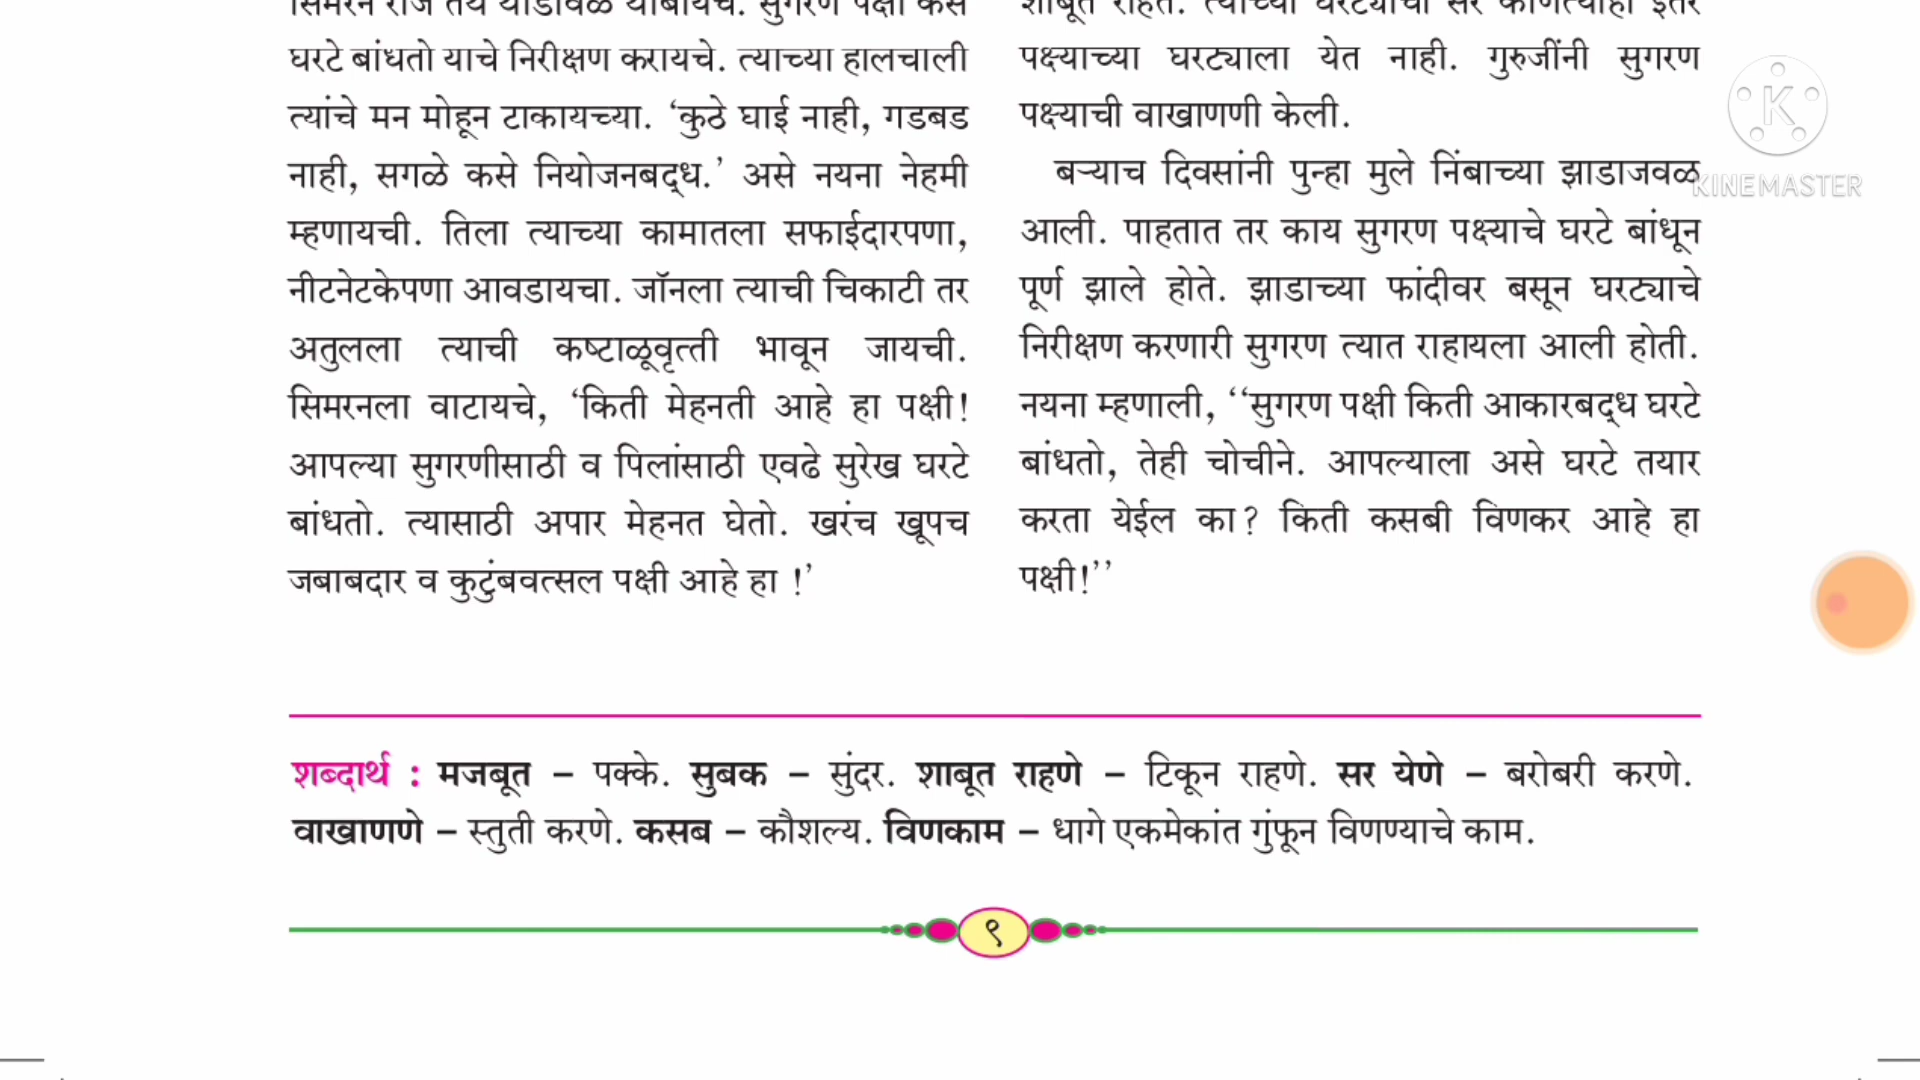 घरटे बांधतो याचे निरीक्षण करायचे. त्याच्या हालचाली
त्यांचे मन मोहून टाकायच्या. ‘कुठे घाई नाही, गडबड
नाही, सगळे कसे नियोजनबद्ध.’ असे नयना नेहमी
म्हणायची. तिला त्याच्या कामातला सफाईदारपणा,
नीटनेटकेपणा आवडायचा. जॉनला त्याची चिकाटी तर
अतुलला त्याची कष्टाळूवृत्ती भावून जायची.
सिमरनला वाटायचे, ‘किती मेहनती आहे हा पक्षी!
आपल्या सुगरणीसाठी व पिलांसाठी एवढे सुरेख घरटे
बांधतो. त्यासाठी अपार मेहनत घेतो. खरंच खूपच
जबाबदार व कुटुंबवत्सल पक्षी आहे हा !’
पक्ष्याच्या घरट्याला येत नाही. गुरुजींनी सुगरण
पक्ष्याची वाखाणणी केली.
बऱ्याच दिवसांनी पुन्हा मुले निंबाच्या झाडाजवळ
आली. पाहतात तर काय सुगरण पक्ष्याचे घरटे बांधून
पूर्ण झाले होते. झाडाच्या फांदीवर बसून घरट्याचे
निरीक्षण करणारी सुगरण त्यात राहायला आली होती.
नयना म्हणाली, ‘‘सुगरण पक्षी किती आकारबद्ध घरटे
बांधतो, तेही चोचीने. आपल्याला असे घरटे तयार
करता येईल का? किती कसबी विणकर आहे हा
पक्षी!’’
शब्दार्थ : मजबूत – पक्के. सुबक – सुंदर. शाबूत राहणे – टिकून राहणे. सर येणे – बरोबरी करणे.
वाखाणणे – स्तुती करणे. कसब – कौशल्य. विणकाम – धागे एकमेकांत गुंफून विणण्याचे काम.
९
K
KINEMASTER